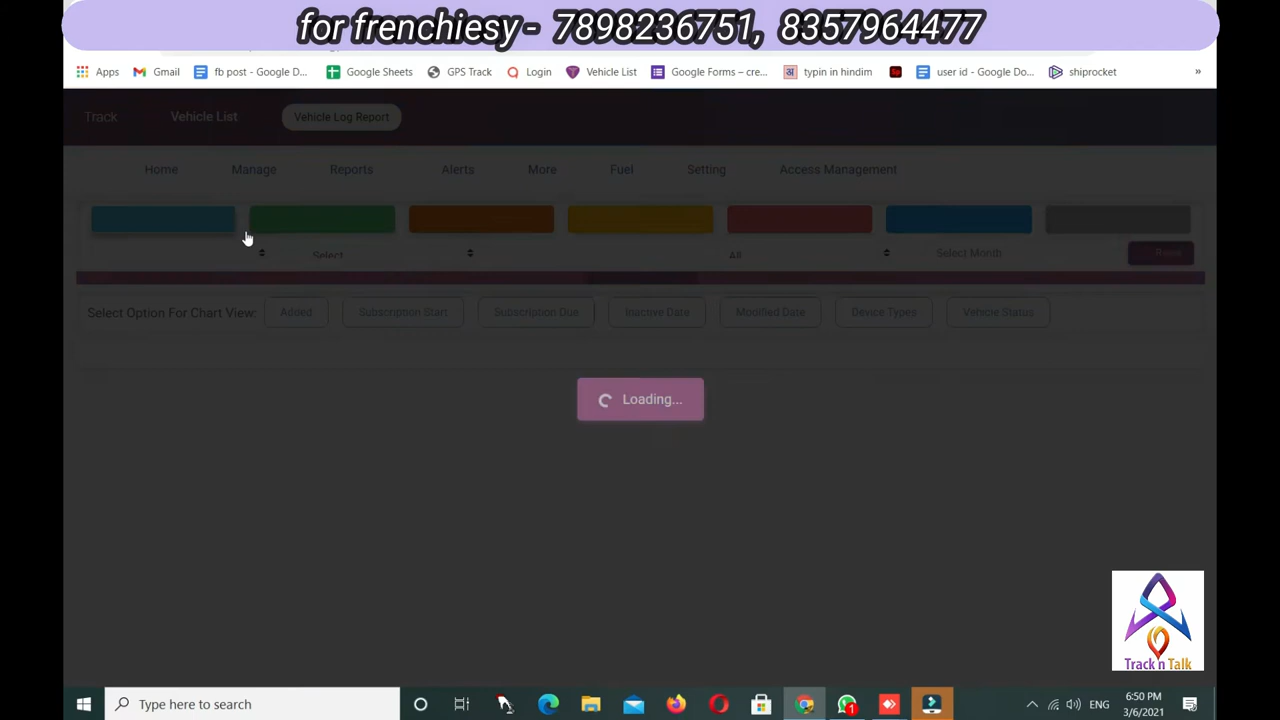 for frenchiesy - 7898236751, 8357964477
Apps Gmail fb post - Google D... Google Sheets GPS Track Login Vehicle List Google Forms – cre... typin in hindim user id - Google Do... shiprocket »
Track Vehicle List Vehicle Log Report
Home Manage Reports Alerts More Fuel Setting Access Management
Select All Select Month Reset
Select Option For Chart View: Added Subscription Start Subscription Due Inactive Date Modified Date Device Types Vehicle Status
Loading...
Track n Talk
Type here to search 1 ENG 6:50 PM
3/6/2021